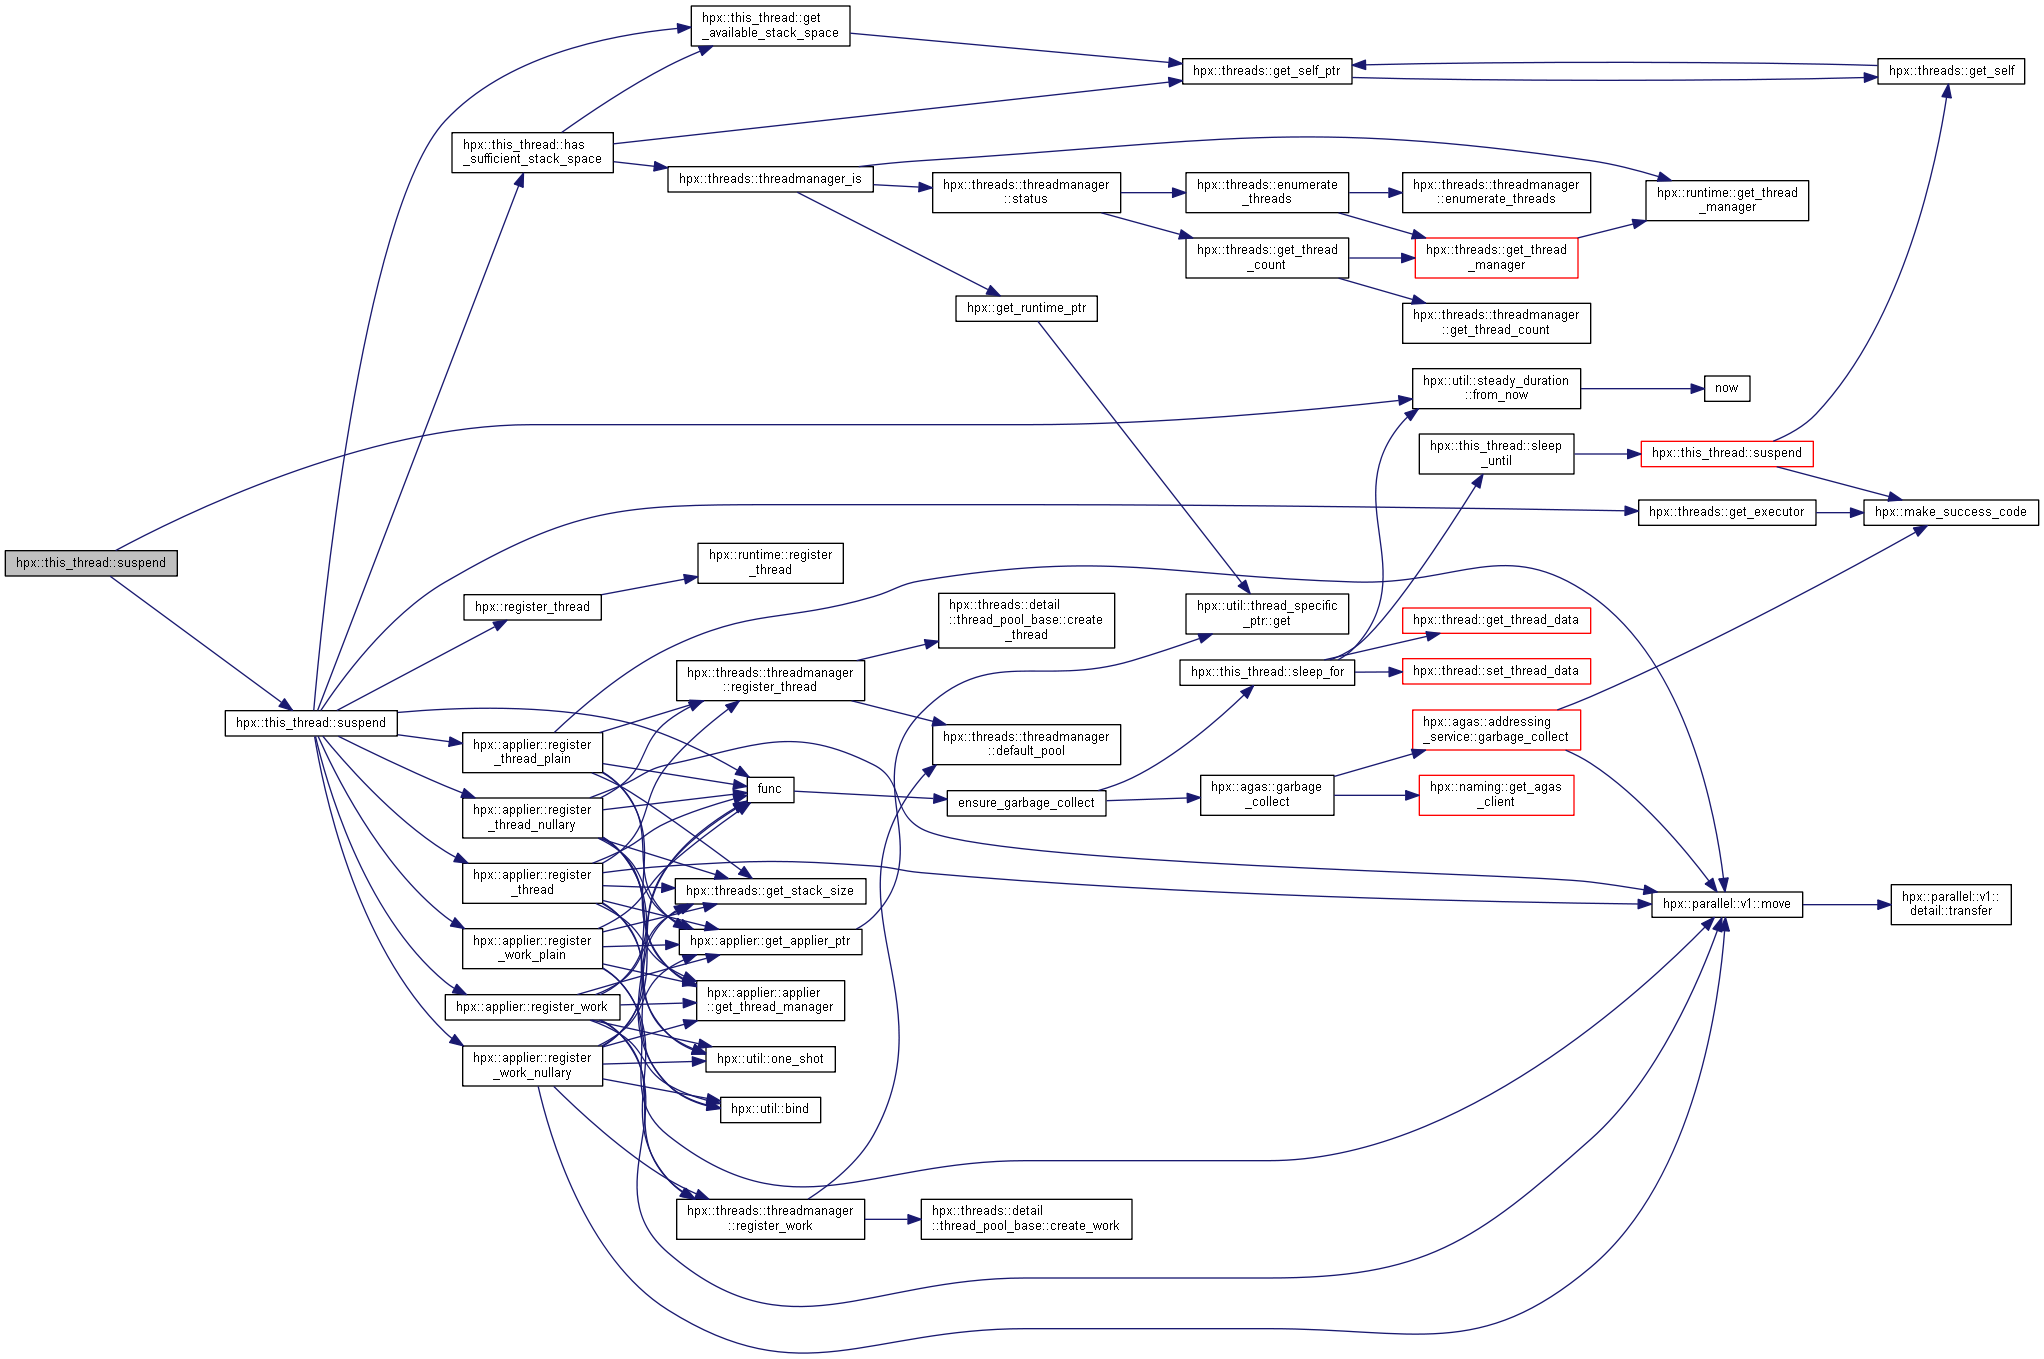 hpx::this_thread::suspend
hpx::this_thread::suspend
hpx::this_thread::get
_available_stack_space
hpx::this_thread::has
_sufficient_stack_space
hpx::threads::threadmanager_is
hpx::threads::get_self_ptr
hpx::threads::get_self
hpx::threads::threadmanager
::status
hpx::threads::enumerate
_threads
hpx::threads::threadmanager
::enumerate_threads
hpx::runtime::get_thread
_manager
hpx::threads::get_thread
_count
hpx::threads::get_thread
_manager
hpx::get_runtime_ptr
hpx::threads::threadmanager
::get_thread_count
hpx::util::steady_duration
::from_now
now
hpx::this_thread::sleep
_until
hpx::this_thread::suspend
hpx::threads::get_executor
hpx::make_success_code
hpx::register_thread
hpx::runtime::register
_thread
hpx::threads::detail
::thread_pool_base::create
_thread
hpx::util::thread_specific
_ptr::get
hpx::thread::get_thread_data
hpx::this_thread::sleep_for
hpx::thread::set_thread_data
hpx::threads::threadmanager
::register_thread
hpx::threads::threadmanager
::default_pool
hpx::agas::addressing
_service::garbage_collect
hpx::applier::register
_thread_plain
func
ensure_garbage_collect
hpx::agas::garbage
_collect
hpx::naming::get_agas
_client
hpx::applier::register
_thread_nullary
hpx::applier::register
_thread
hpx::threads::get_stack_size
hpx::parallel::v1::move
hpx::parallel::v1::
detail::transfer
hpx::applier::register
_work_plain
hpx::applier::get_applier_ptr
hpx::applier::register_work
hpx::applier::applier
::get_thread_manager
hpx::applier::register
_work_nullary
hpx::util::one_shot
hpx::util::bind
hpx::threads::threadmanager
::register_work
hpx::threads::detail
::thread_pool_base::create_work